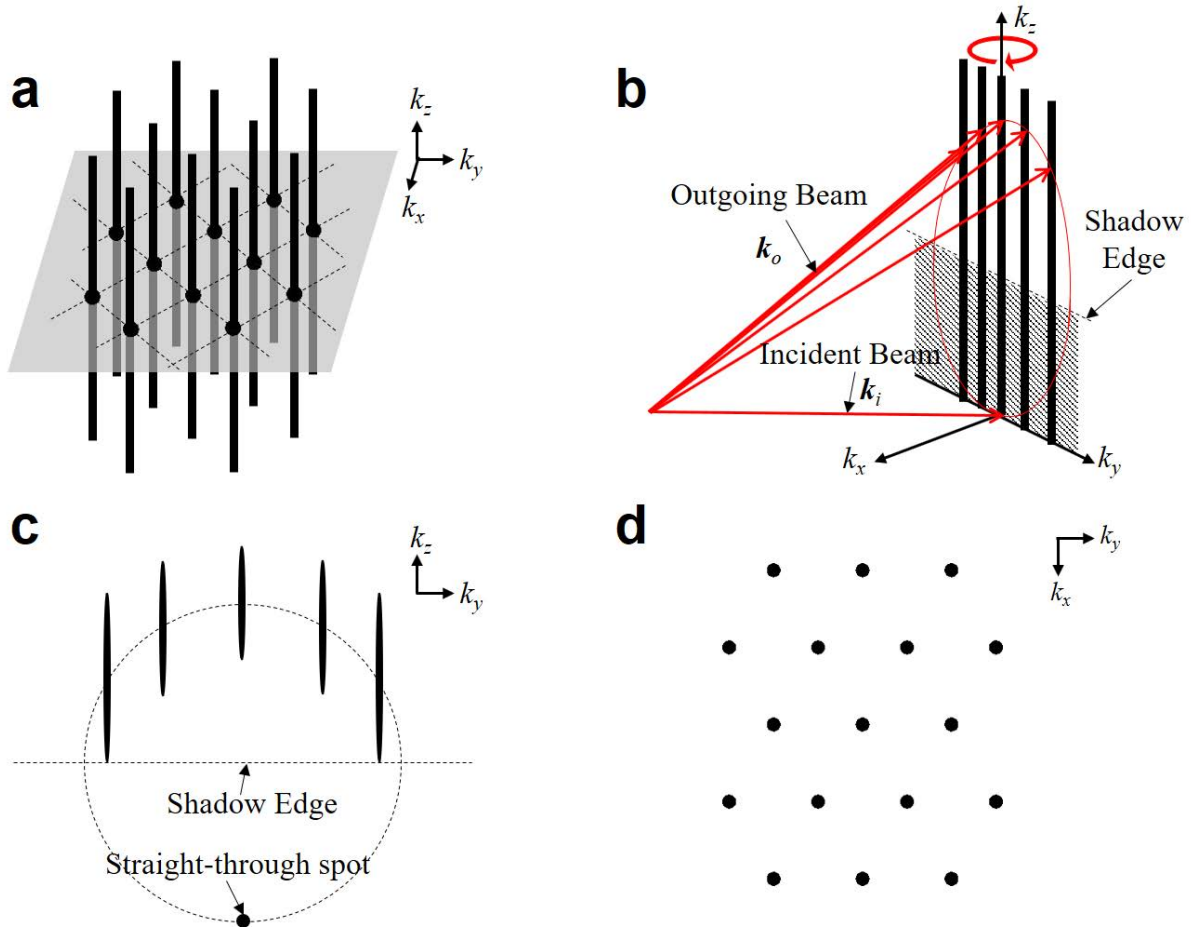 a
k_z
k_y
k_x
b
k_z
Outgoing Beam
k_o
Shadow
Edge
Incident Beam
k_i
k_x
k_y
c
k_z
k_y
Shadow Edge
Straight-through spot
d
k_y
k_x